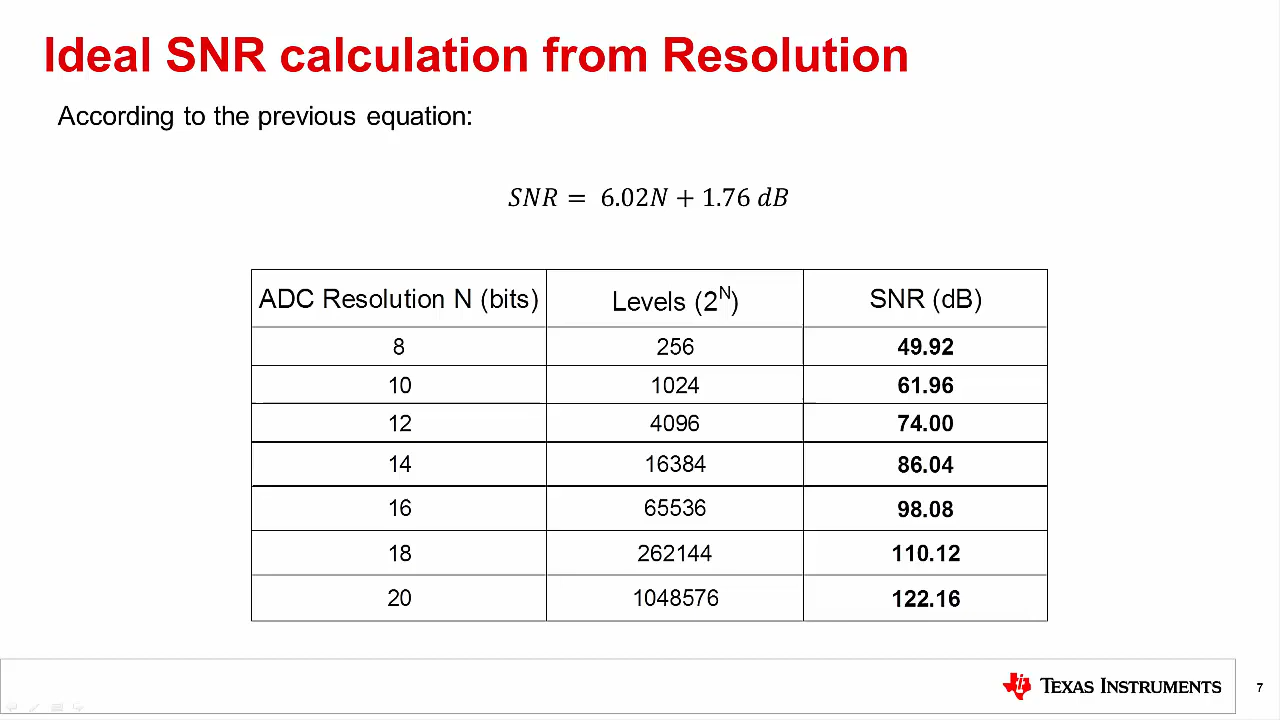 Ideal SNR calculation from Resolution
According to the previous equation:
SNR = 6.02N + 1.76 dB
ADC Resolution N (bits) Levels (2^N) SNR (dB)
8 256 49.92
10 1024 61.96
12 4096 74.00
14 16384 86.04
16 65536 98.08
18 262144 110.12
20 1048576 122.16
TEXAS INSTRUMENTS 7